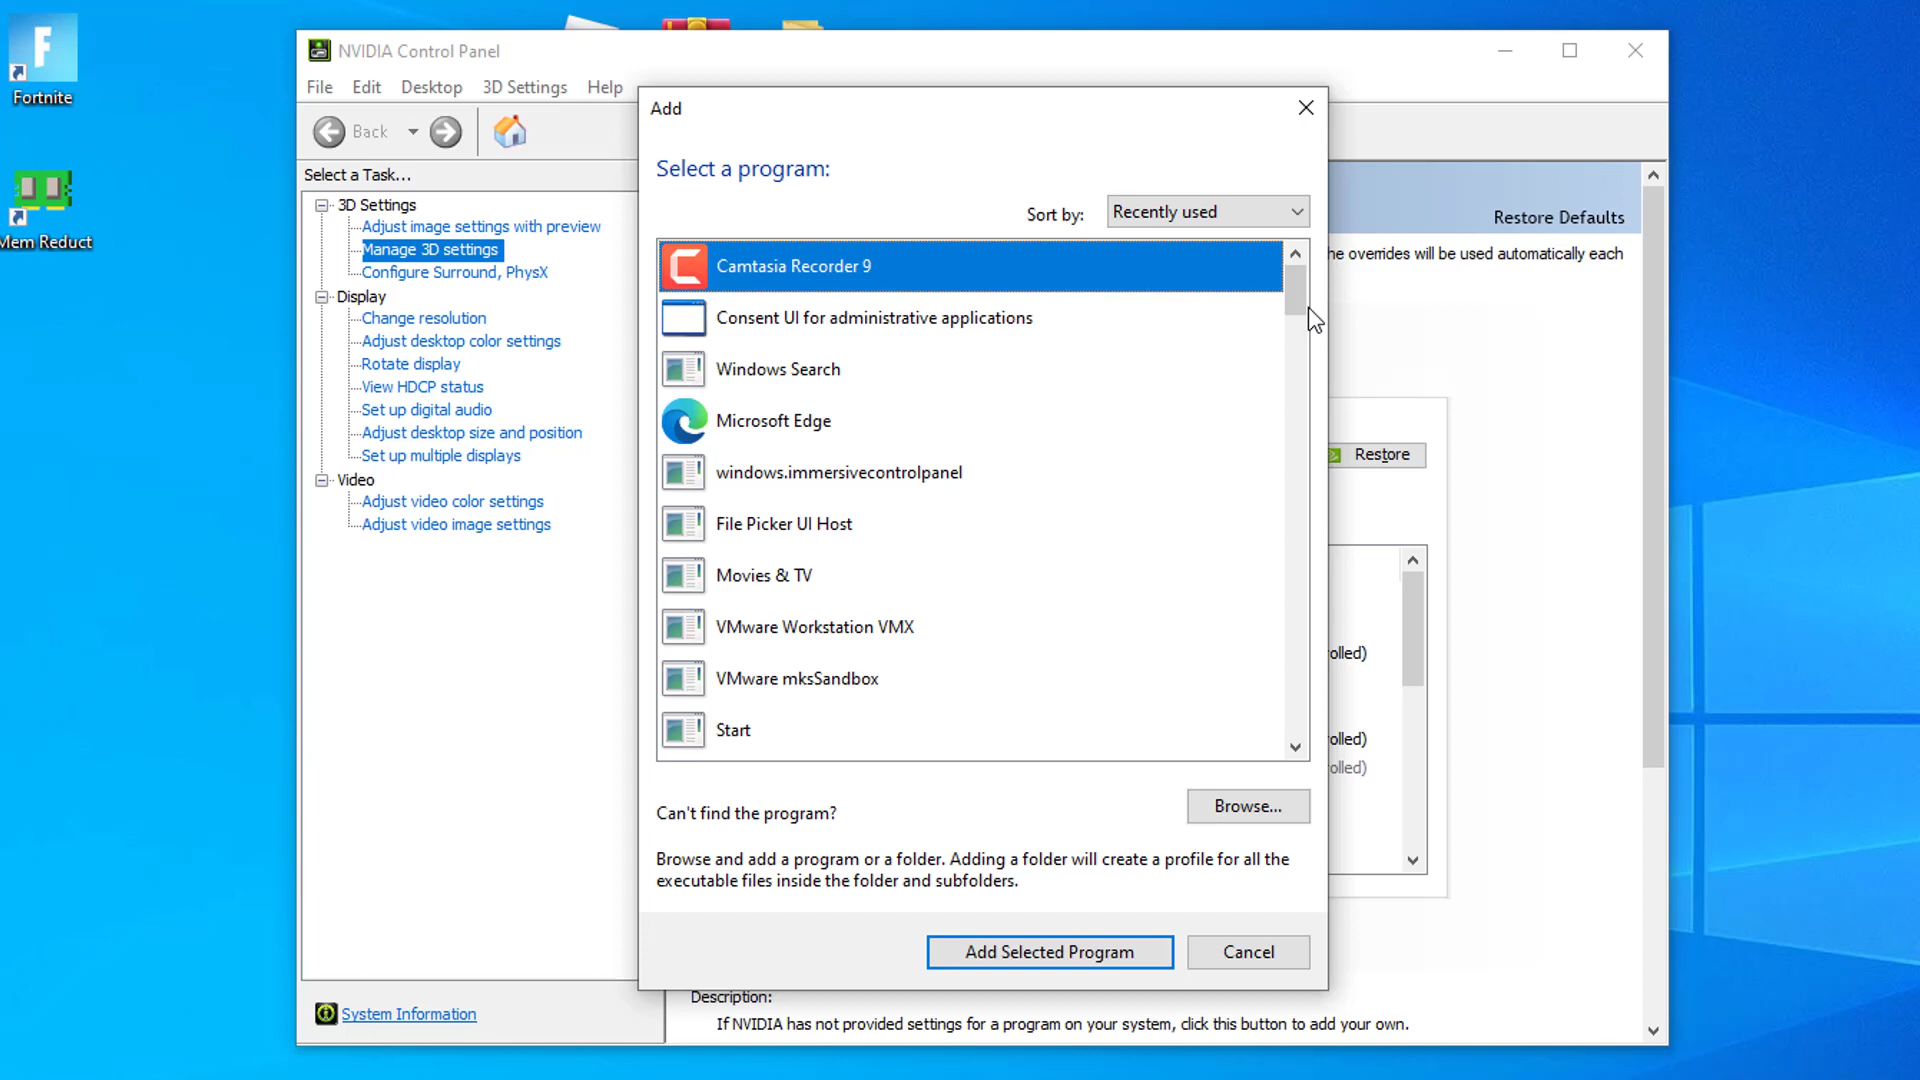 Fortnite
Mem Reduct
NVIDIA Control Panel
File Edit Desktop 3D Settings Help
Back
Select a Task...
3D Settings
Adjust image settings with preview
Manage 3D settings
Configure Surround, PhysX
Display
Change resolution
Adjust desktop color settings
Rotate display
View HDCP status
Set up digital audio
Adjust desktop size and position
Set up multiple displays
Video
Adjust video color settings
Adjust video image settings
System Information
Add
Select a program:
Sort by: Recently used
Camtasia Recorder 9
Consent UI for administrative applications
Windows Search
Microsoft Edge
windows.immersivecontrolpanel
File Picker UI Host
Movies & TV
VMware Workstation VMX
VMware mksSandbox
Start
Can't find the program?
Browse...
Browse and add a program or a folder. Adding a folder will create a profile for all the
executable files inside the folder and subfolders.
Add Selected Program
Cancel
Restore Defaults
he overrides will be used automatically each
Restore
olled)
olled)
olled)
Description:
If NVIDIA has not provided settings for a program on your system, click this button to add your own.